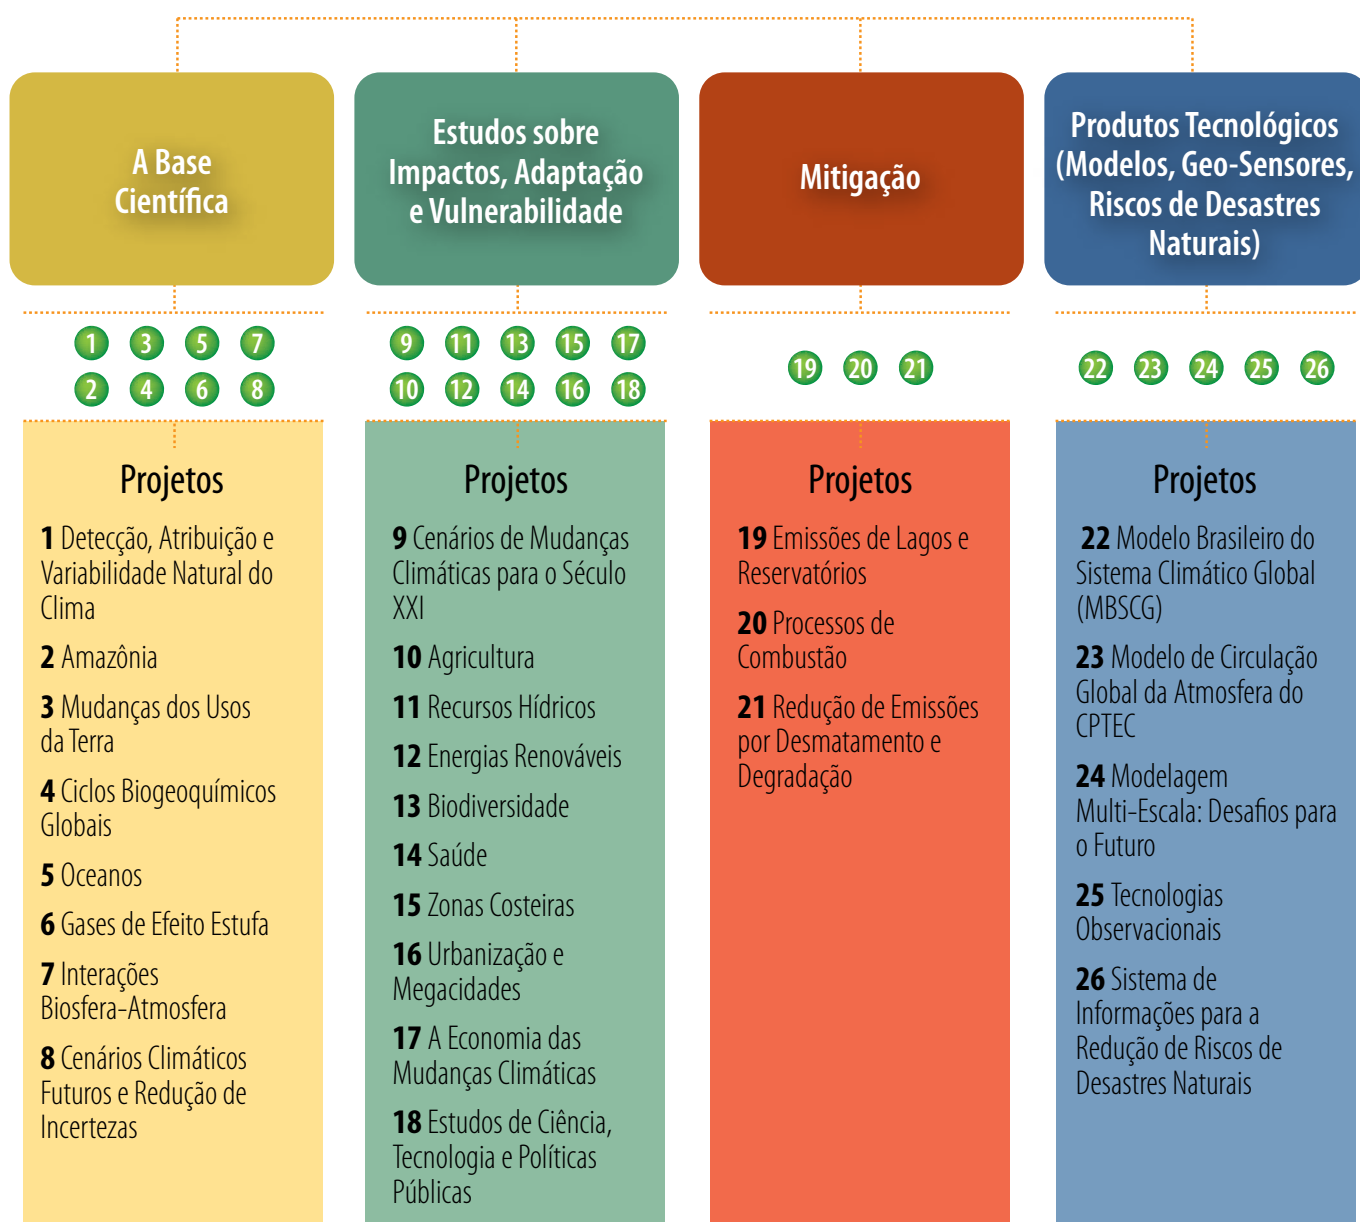 A Base
Científica
Estudos sobre
Impactos, Adaptação
e Vulnerabilidade
Mitigação
Produtos Tecnológicos
(Modelos, Geo-Sensores,
Riscos de Desastres
Naturais)
1 3 5 7
2 4 6 8
9 11 13 15 17
10 12 14 16 18
19 20 21
22 23 24 25 26
Projetos
1 Detecção, Atribuição e
Variabilidade Natural do
Clima
2 Amazônia
3 Mudanças dos Usos
da Terra
4 Ciclos Biogeoquímicos
Globais
5 Oceanos
6 Gases de Efeito Estufa
7 Interações
Biosfera-Atmosfera
8 Cenários Climáticos
Futuros e Redução de
Incertezas
Projetos
9 Cenários de Mudanças
Climáticas para o Século
XXI
10 Agricultura
11 Recursos Hídricos
12 Energias Renováveis
13 Biodiversidade
14 Saúde
15 Zonas Costeiras
16 Urbanização e
Megacidades
17 A Economia das
Mudanças Climáticas
18 Estudos de Ciência,
Tecnologia e Políticas
Públicas
Projetos
19 Emissões de Lagos e
Reservatórios
20 Processos de
Combustão
21 Redução de Emissões
por Desmatamento e
Degradação
Projetos
22 Modelo Brasileiro do
Sistema Climático Global
(MBSCG)
23 Modelo de Circulação
Global da Atmosfera do
CPTEC
24 Modelagem
Multi-Escala: Desafios para
o Futuro
25 Tecnologias
Observacionais
26 Sistema de
Informações para a
Redução de Riscos de
Desastres Naturais